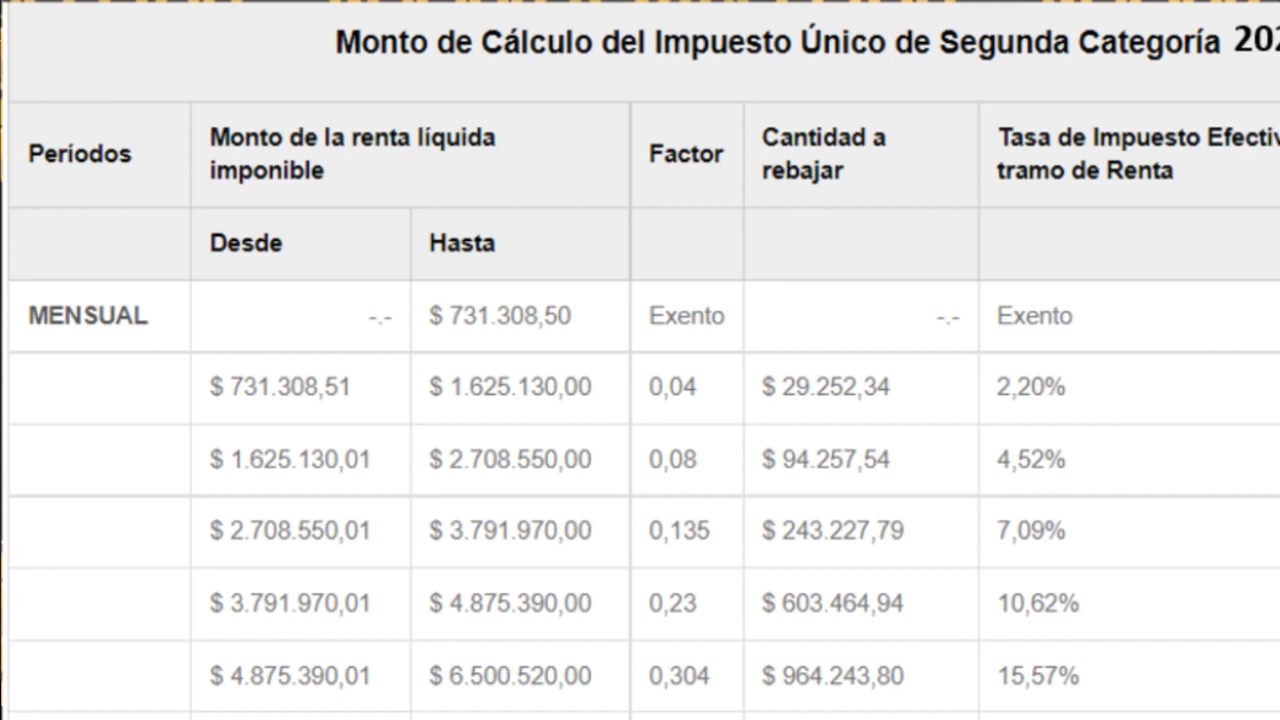 Monto de Cálculo del Impuesto Único de Segunda Categoría
Períodos
Monto de la renta líquida
imponible
Factor
Cantidad a
rebajar
Tasa de Impuesto
tramo de Renta
Desde Hasta
MENSUAL -.- $ 731.308,50 Exento -.- Exento
$ 731.308,51 $ 1.625.130,00 0,04 $ 29.252,34 2,20%
$ 1.625.130,01 $ 2.708.550,00 0,08 $ 94.257,54 4,52%
$ 2.708.550,01 $ 3.791.970,00 0,135 $ 243.227,79 7,09%
$ 3.791.970,01 $ 4.875.390,00 0,23 $ 603.464,94 10,62%
$ 4.875.390,01 $ 6.500.520,00 0,304 $ 964.243,80 15,57%